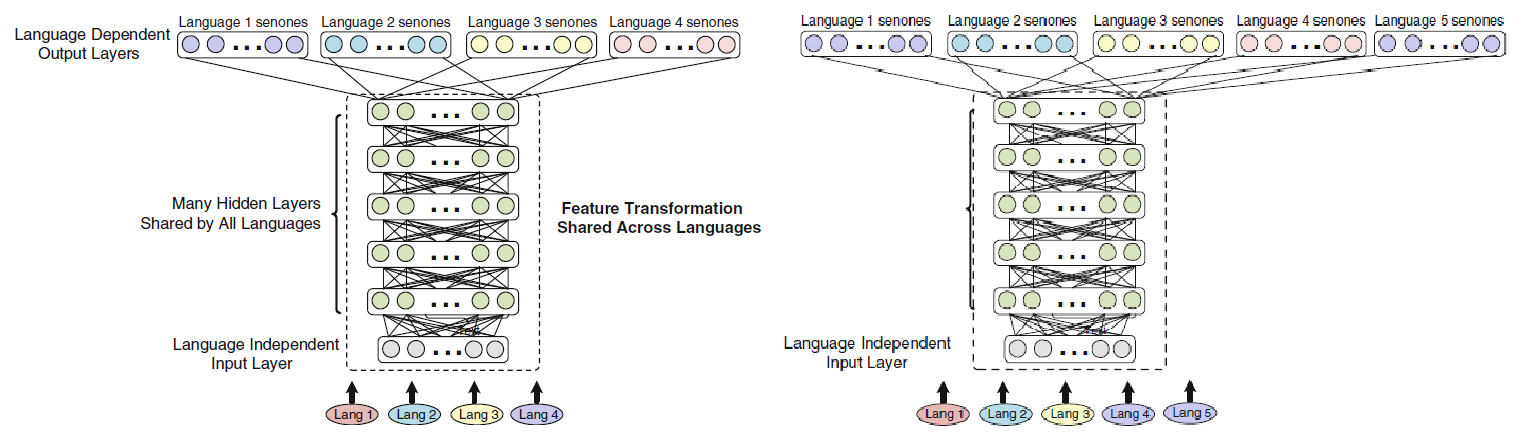 Language Dependent
Output Layers
Language 1 senones
Language 2 senones
Language 3 senones
Language 4 senones
Many Hidden Layers
Shared by All Languages
Feature Transformation
Shared Across Languages
Language Independent
Input Layer
Lang 1
Lang 2
Lang 3
Lang 4
Language 1 senones
Language 2 senones
Language 3 senones
Language 4 senones
Language 5 senones
Language Independent
Input Layer
Lang 1
Lang 2
Lang 3
Lang 4
Lang 5